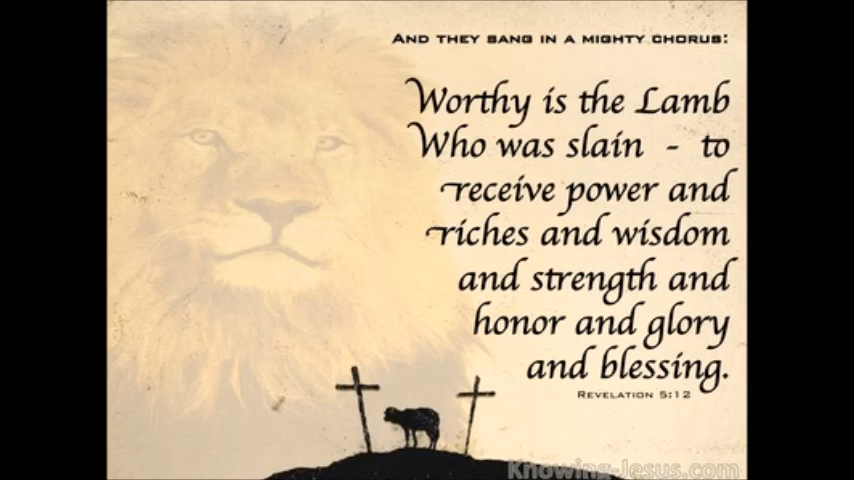 And they sang in a mighty chorus:
Worthy is the Lamb
Who was slain - to
receive power and
riches and wisdom
and strength and
honor and glory
and blessing.
Revelation 5:12
Knowing-Jesus.com